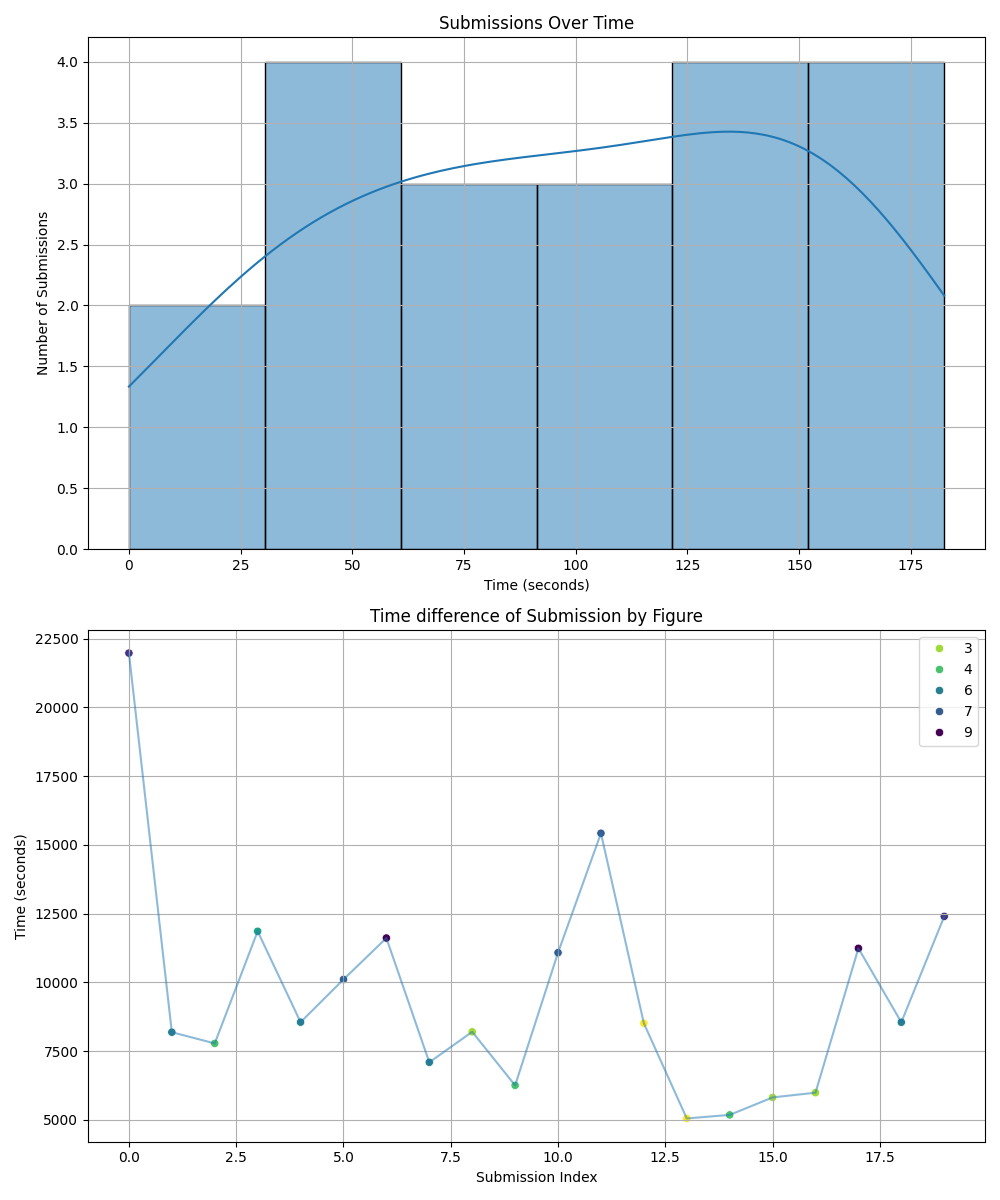 Submissions Over Time
Number of Submissions
4.0
3.5
3.0
2.5
2.0
1.5
1.0
0.5
0.0
0 25 50 75 100 125 150 175
Time (seconds)
Time difference of Submission by Figure
Time (seconds)
22500
20000
17500
15000
12500
10000
7500
5000
3
4
6
7
9
0.0 2.5 5.0 7.5 10.0 12.5 15.0 17.5
Submission Index